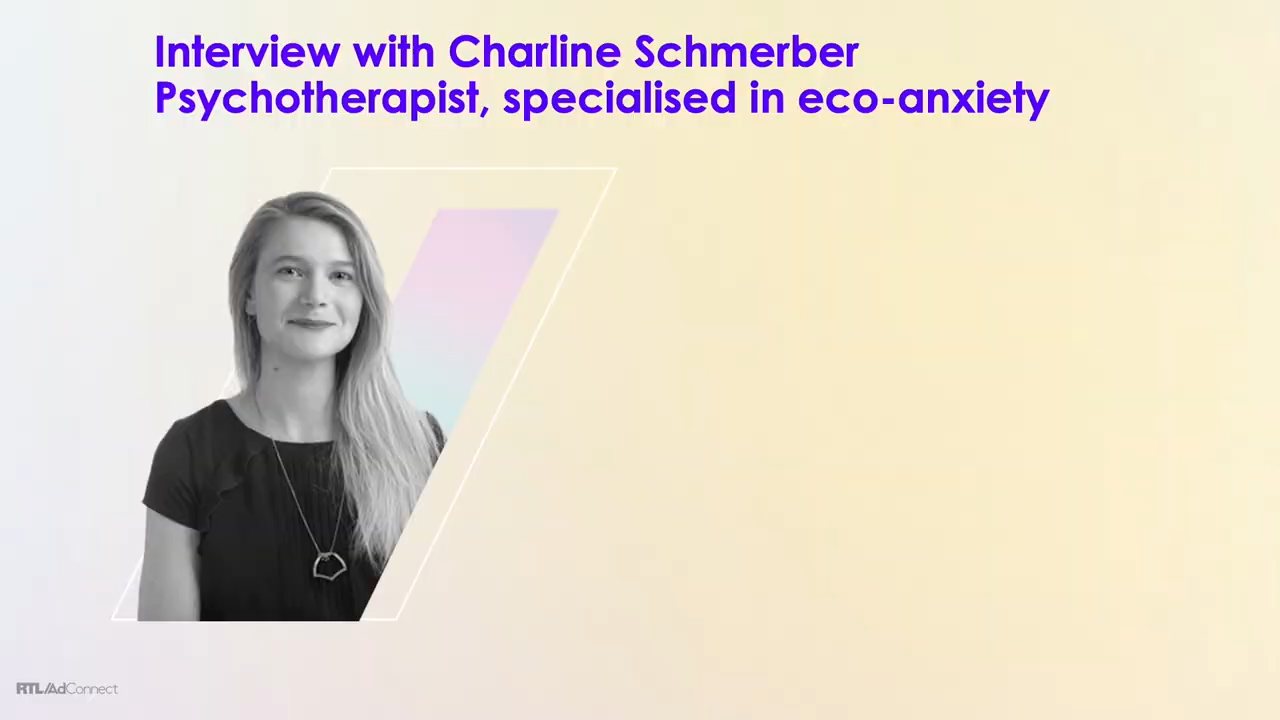 Interview with Charline Schmerber
Psychotherapist, specialised in eco-anxiety
RTL/AdConnect